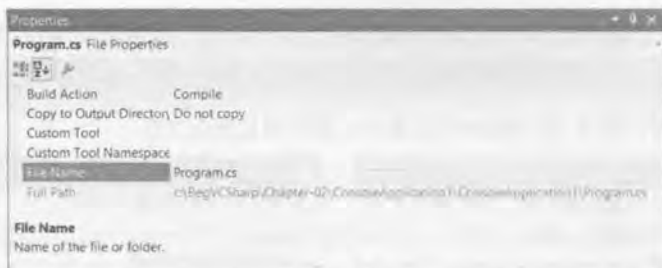 Properties
Program.cs File Properties
Build Action Compile
Copy to Output Director Do not copy
Custom Tool
Custom Tool Namespace
File Name Program.cs
Full Path c:\BegVCSharp\Chapter-02\ConsoleApplication1\ConsoleApplication1\Program.cs
File Name
Name of the file or folder.